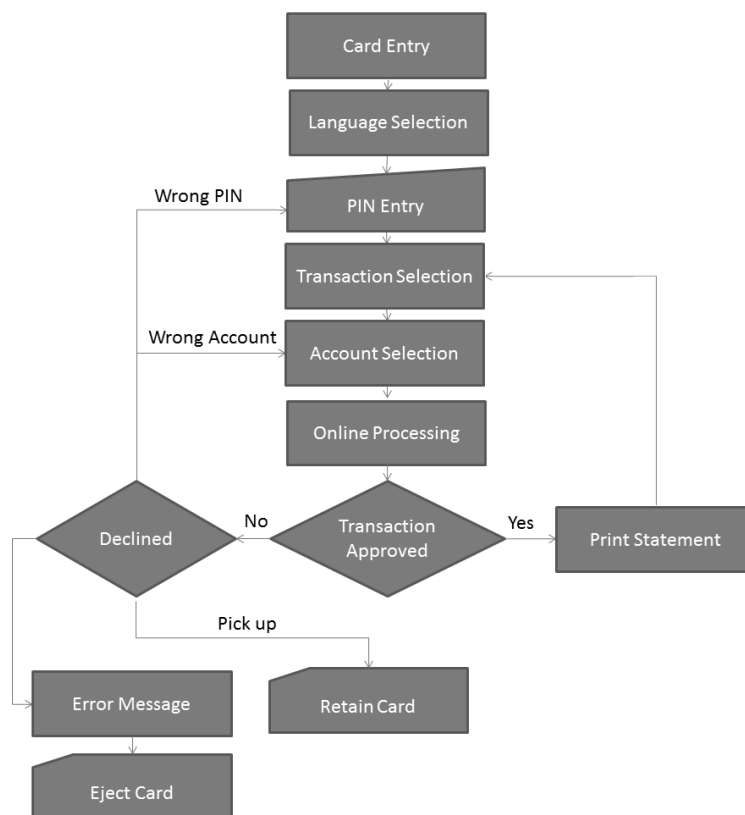 Card Entry
Language Selection
Wrong PIN
PIN Entry
Transaction Selection
Wrong Account
Account Selection
Online Processing
Declined
No
Transaction
Approved
Yes
Print Statement
Pick up
Error Message
Retain Card
Eject Card